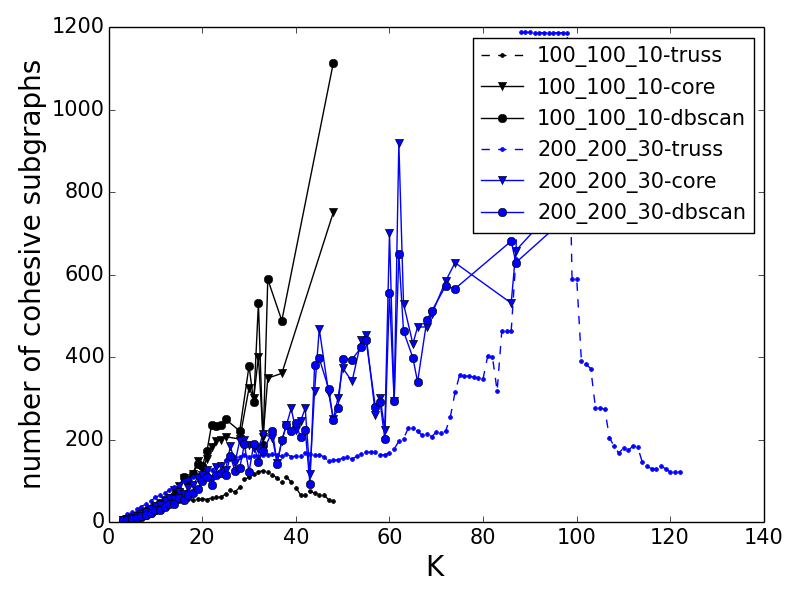 1200
1000
800
600
400
200
0
number of cohesive subgraphs
100_100_10-truss
100_100_10-core
100_100_10-dbscan
200_200_30-truss
200_200_30-core
200_200_30-dbscan
0 20 40 60 80 100 120 140
K